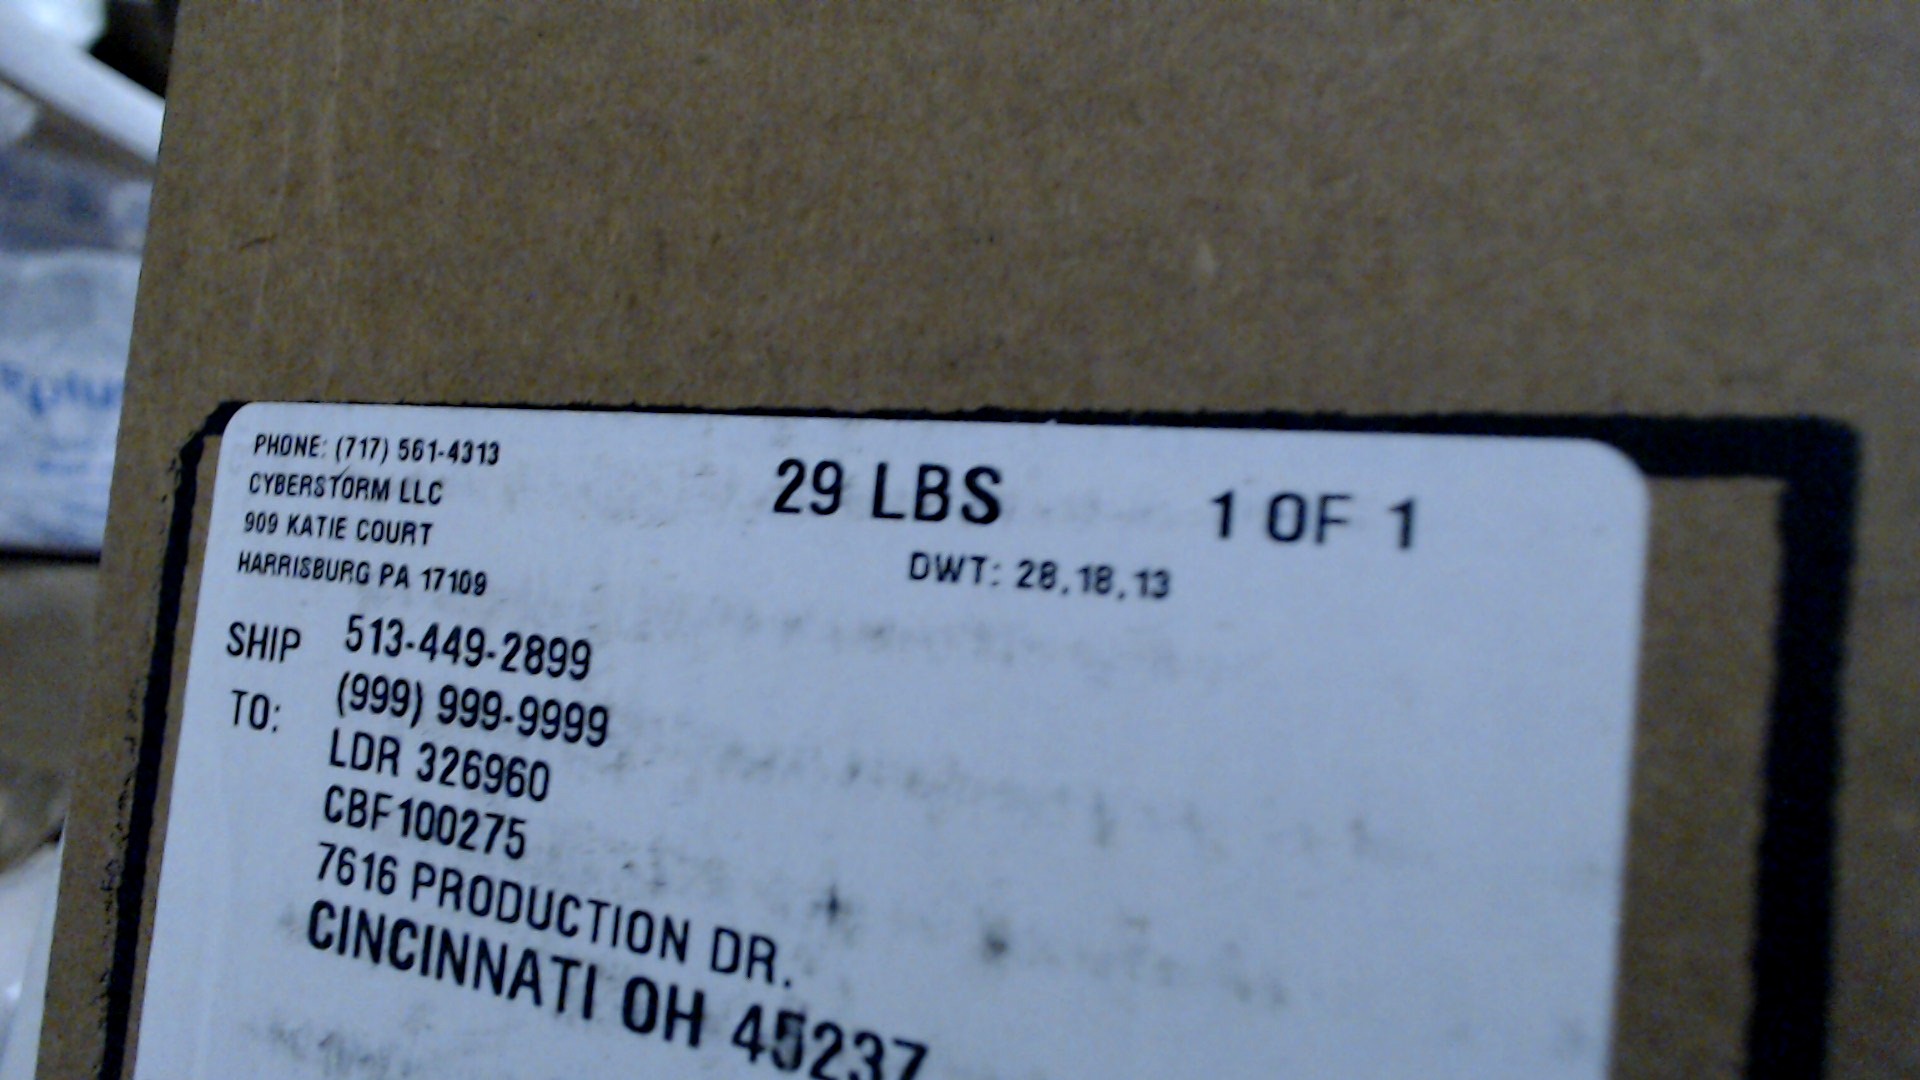 PHONE: (717) 561-4313
CYBERSTORM LLC
909 KATIE COURT
HARRISBURG PA 17109
29 LBS
1 OF 1
DWT: 28,18,13
SHIP TO:
513-449-2899
(999) 999-9999
LDR 326960
CBF100275
7616 PRODUCTION DR.
CINCINNATI OH 45237